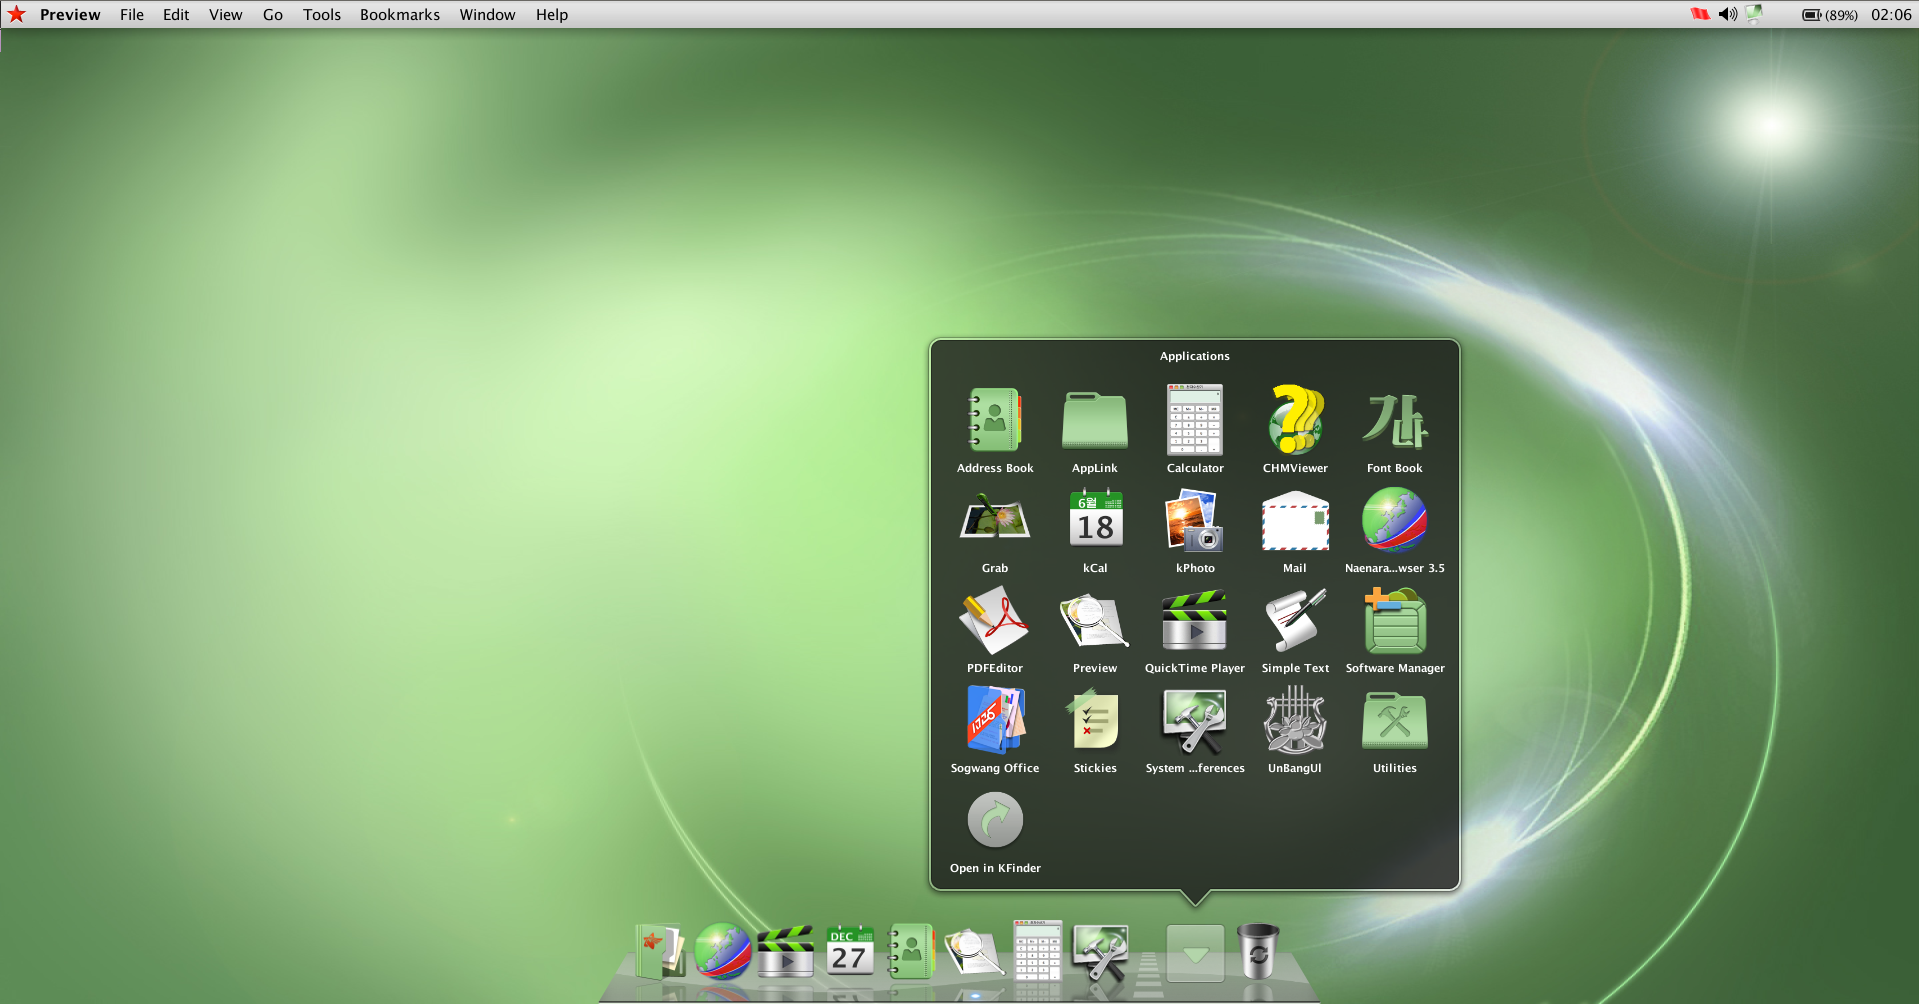 Preview File Edit View Go Tools Bookmarks Window Help (89%) 02:06
Applications
Address Book AppLink Calculator CHMViewer Font Book
가
6월
18
Grab kCal kPhoto Mail Naenara...wser 3.5
PDFEditor Preview QuickTime Player Simple Text Software Manager
Sogwang Office Stickies System ...ferences UnBangUI Utilities
Open in KFinder
DEC
27